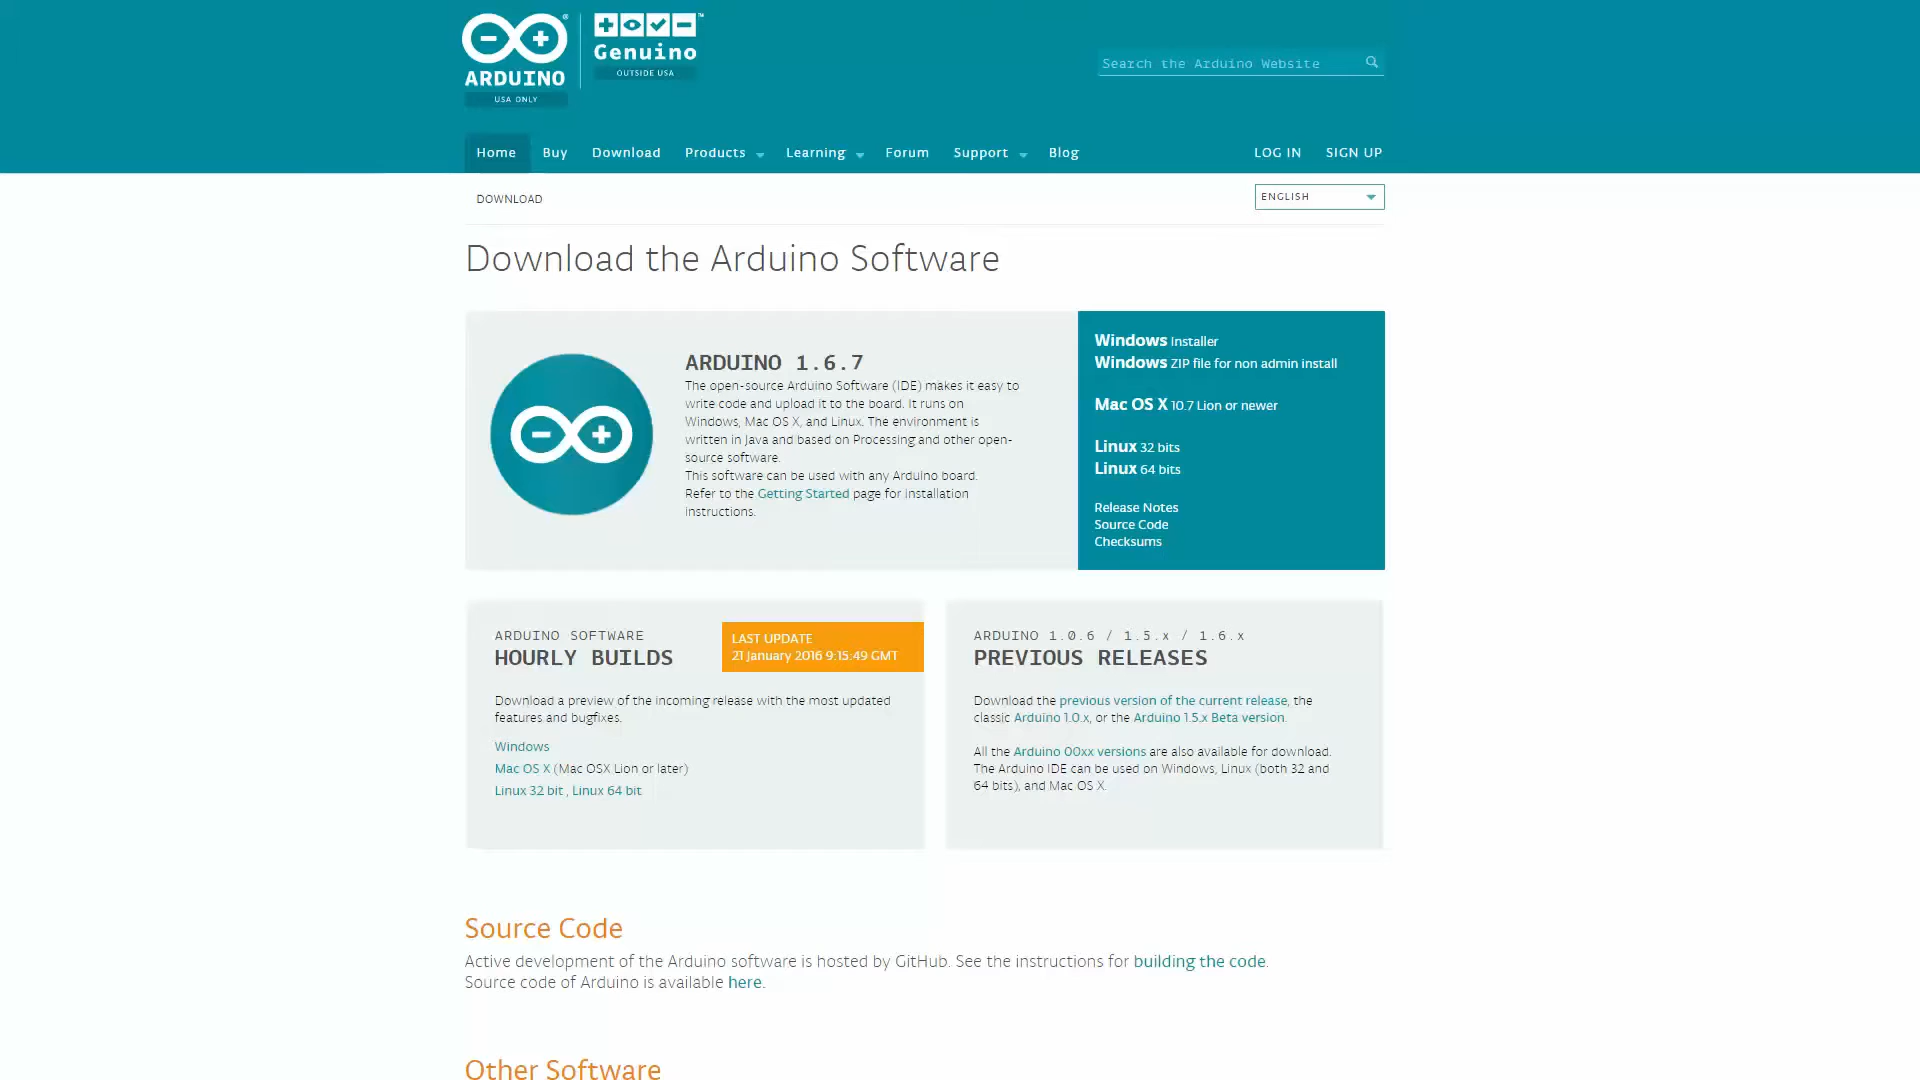 ARDUINO
USA ONLY
Genuino
OUTSIDE USA
Search the Arduino Website
Home Buy Download Products Learning Forum Support Blog LOG IN SIGN UP
DOWNLOAD
ENGLISH
Download the Arduino Software
ARDUINO 1.6.7
The open-source Arduino Software (IDE) makes it easy to
write code and upload it to the board. It runs on
Windows, Mac OS X, and Linux. The environment is
written in Java and based on Processing and other open-
source software.
This software can be used with any Arduino board.
Refer to the Getting Started page for installation
instructions.
Windows Installer
Windows ZIP file for non admin install
Mac OS X 10.7 Lion or newer
Linux 32 bits
Linux 64 bits
Release Notes
Source Code
Checksums
ARDUINO SOFTWARE
HOURLY BUILDS
LAST UPDATE
21 January 2016 9:15:49 GMT
Download a preview of the incoming release with the most updated
features and bugfixes.
Windows
Mac OS X (Mac OSX Lion or later)
Linux 32 bit , Linux 64 bit
ARDUINO 1.0.6 / 1.5.x / 1.6.x
PREVIOUS RELEASES
Download the previous version of the current release, the
classic Arduino 1.0.x, or the Arduino 1.5.x Beta version.
All the Arduino 00xx versions are also available for download.
The Arduino IDE can be used on Windows, Linux (both 32 and
64 bits), and Mac OS X.
Source Code
Active development of the Arduino software is hosted by GitHub. See the instructions for building the code.
Source code of Arduino is available here.
Other Software